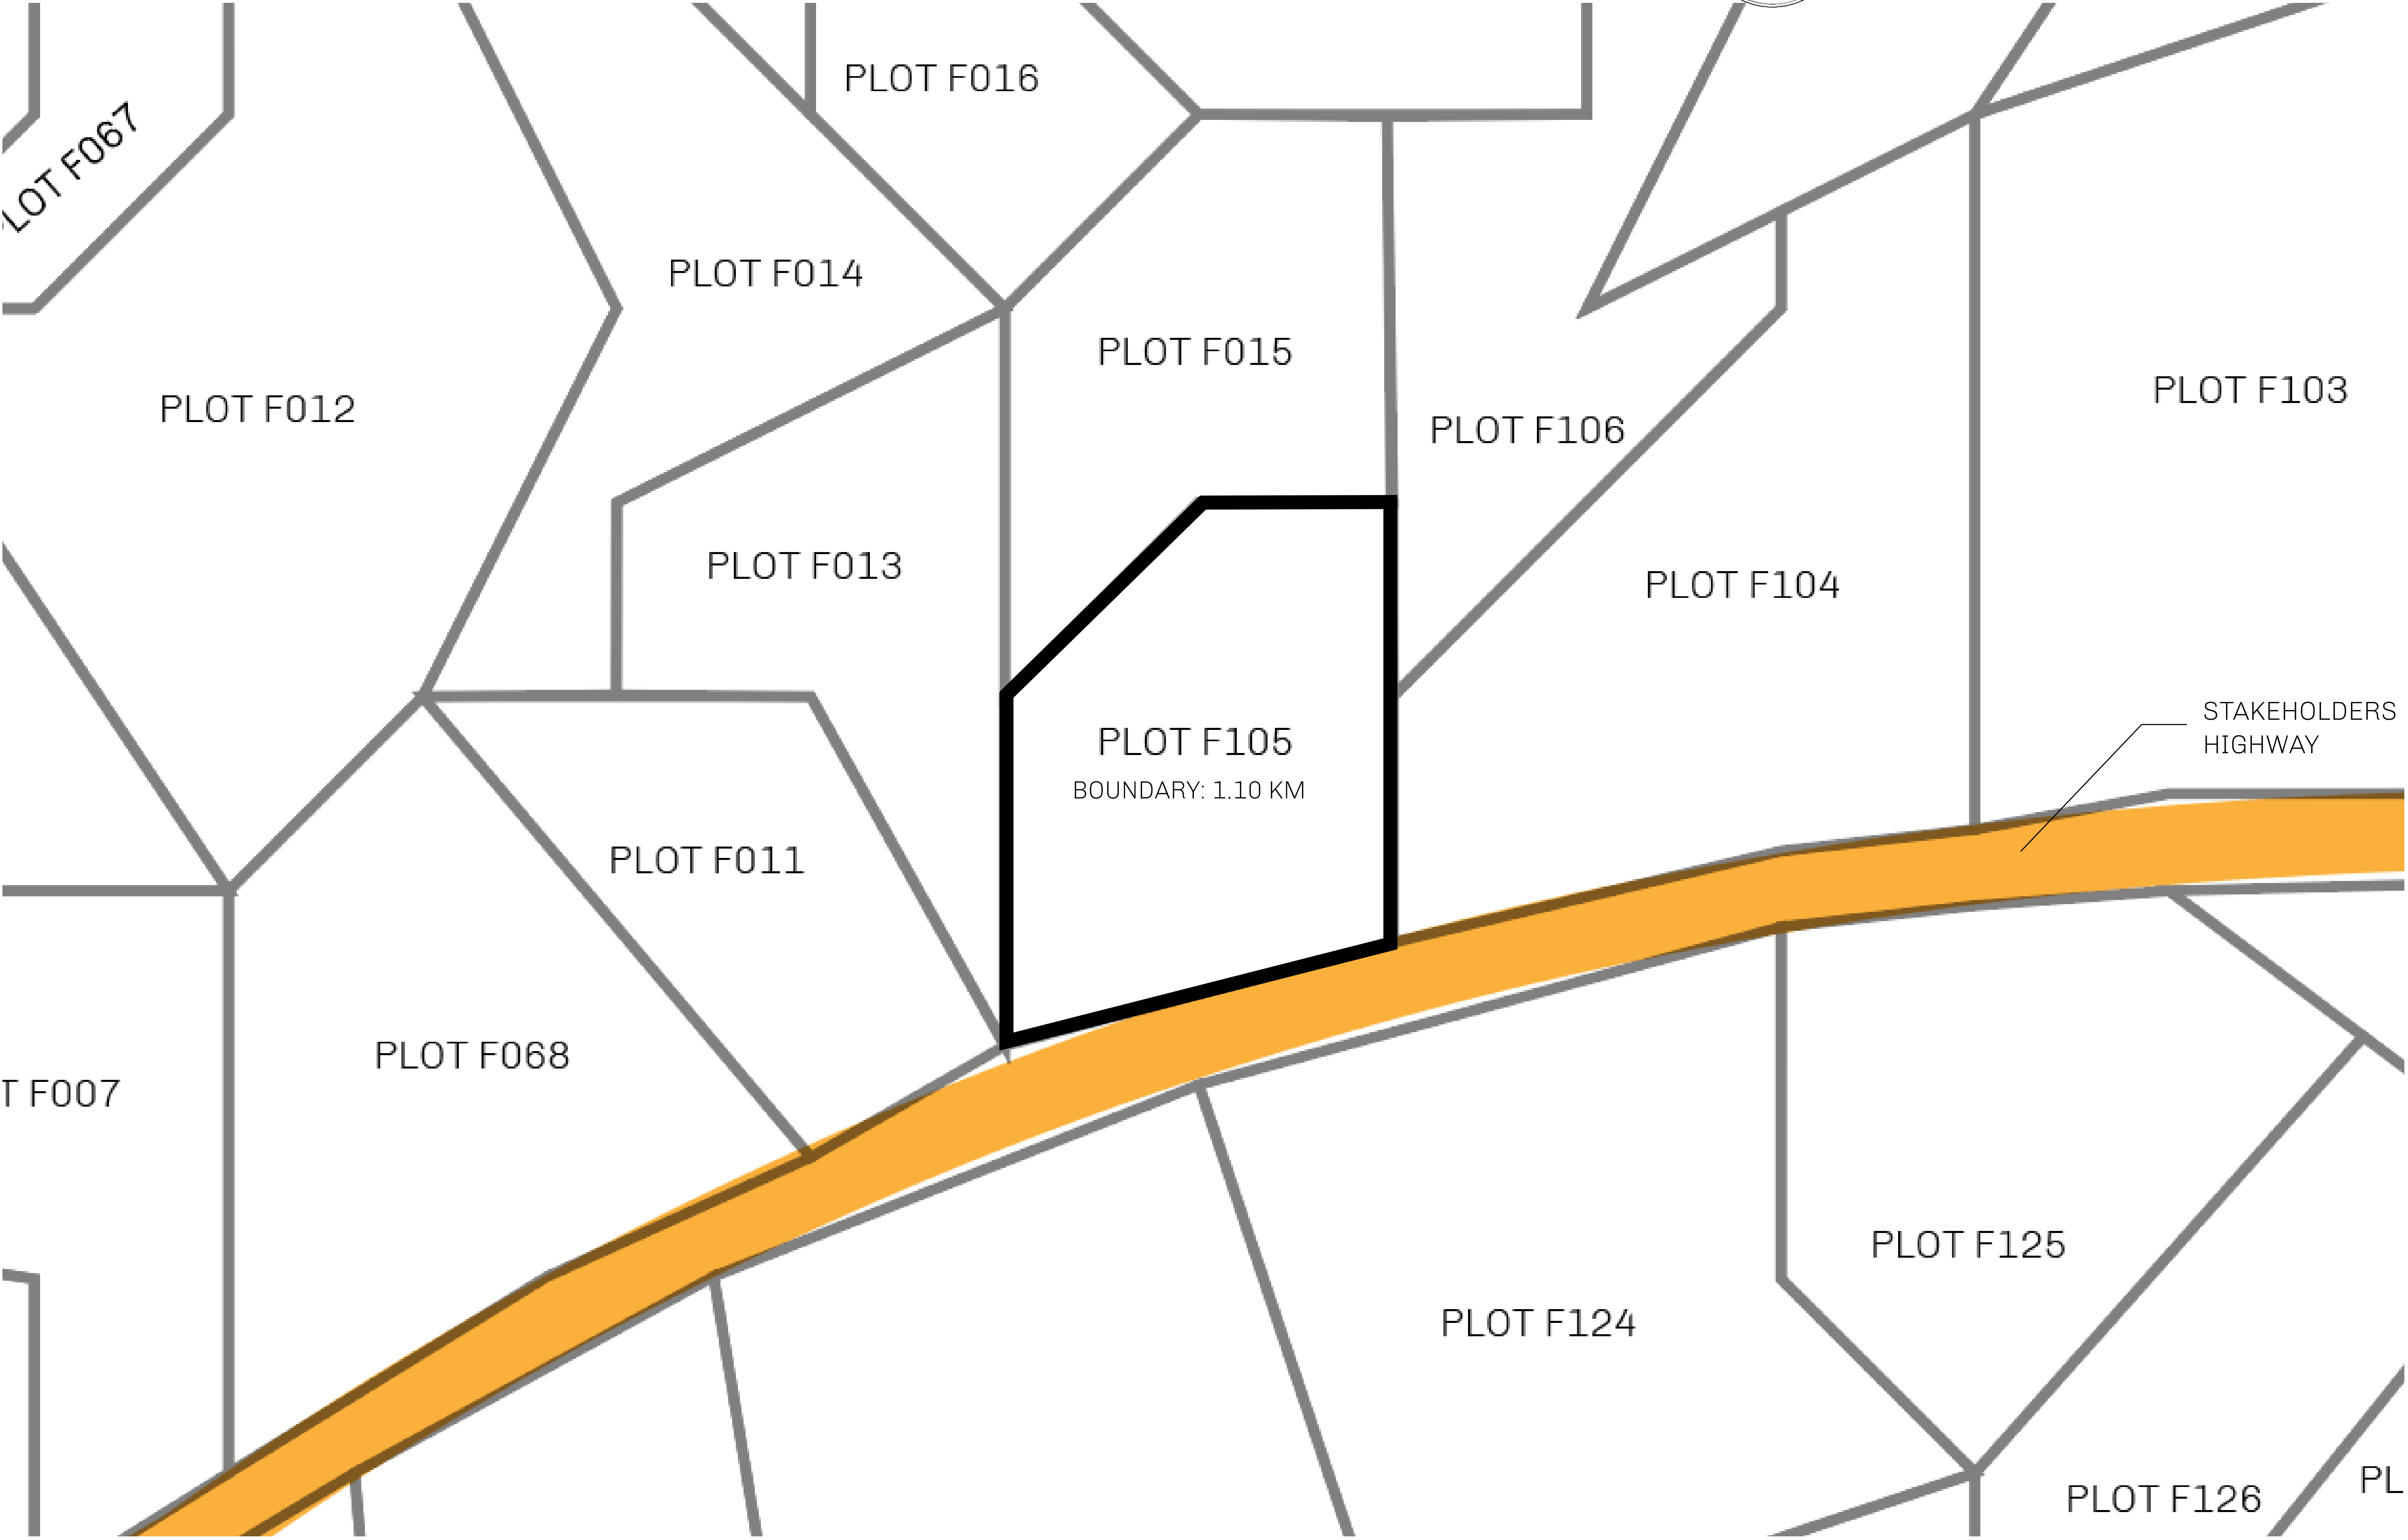 PLOT F016
LOT F067
PLOT F014
PLOT F015
PLOT F103
PLOT F012
PLOT F106
PLOT F013
PLOT F104
STAKEHOLDERS
HIGHWAY
PLOT F105
BOUNDARY: 1.10 KM
PLOT F011
PLOT F068
T F007
PLOT F125
PLOT F124
PL
PLOT F126